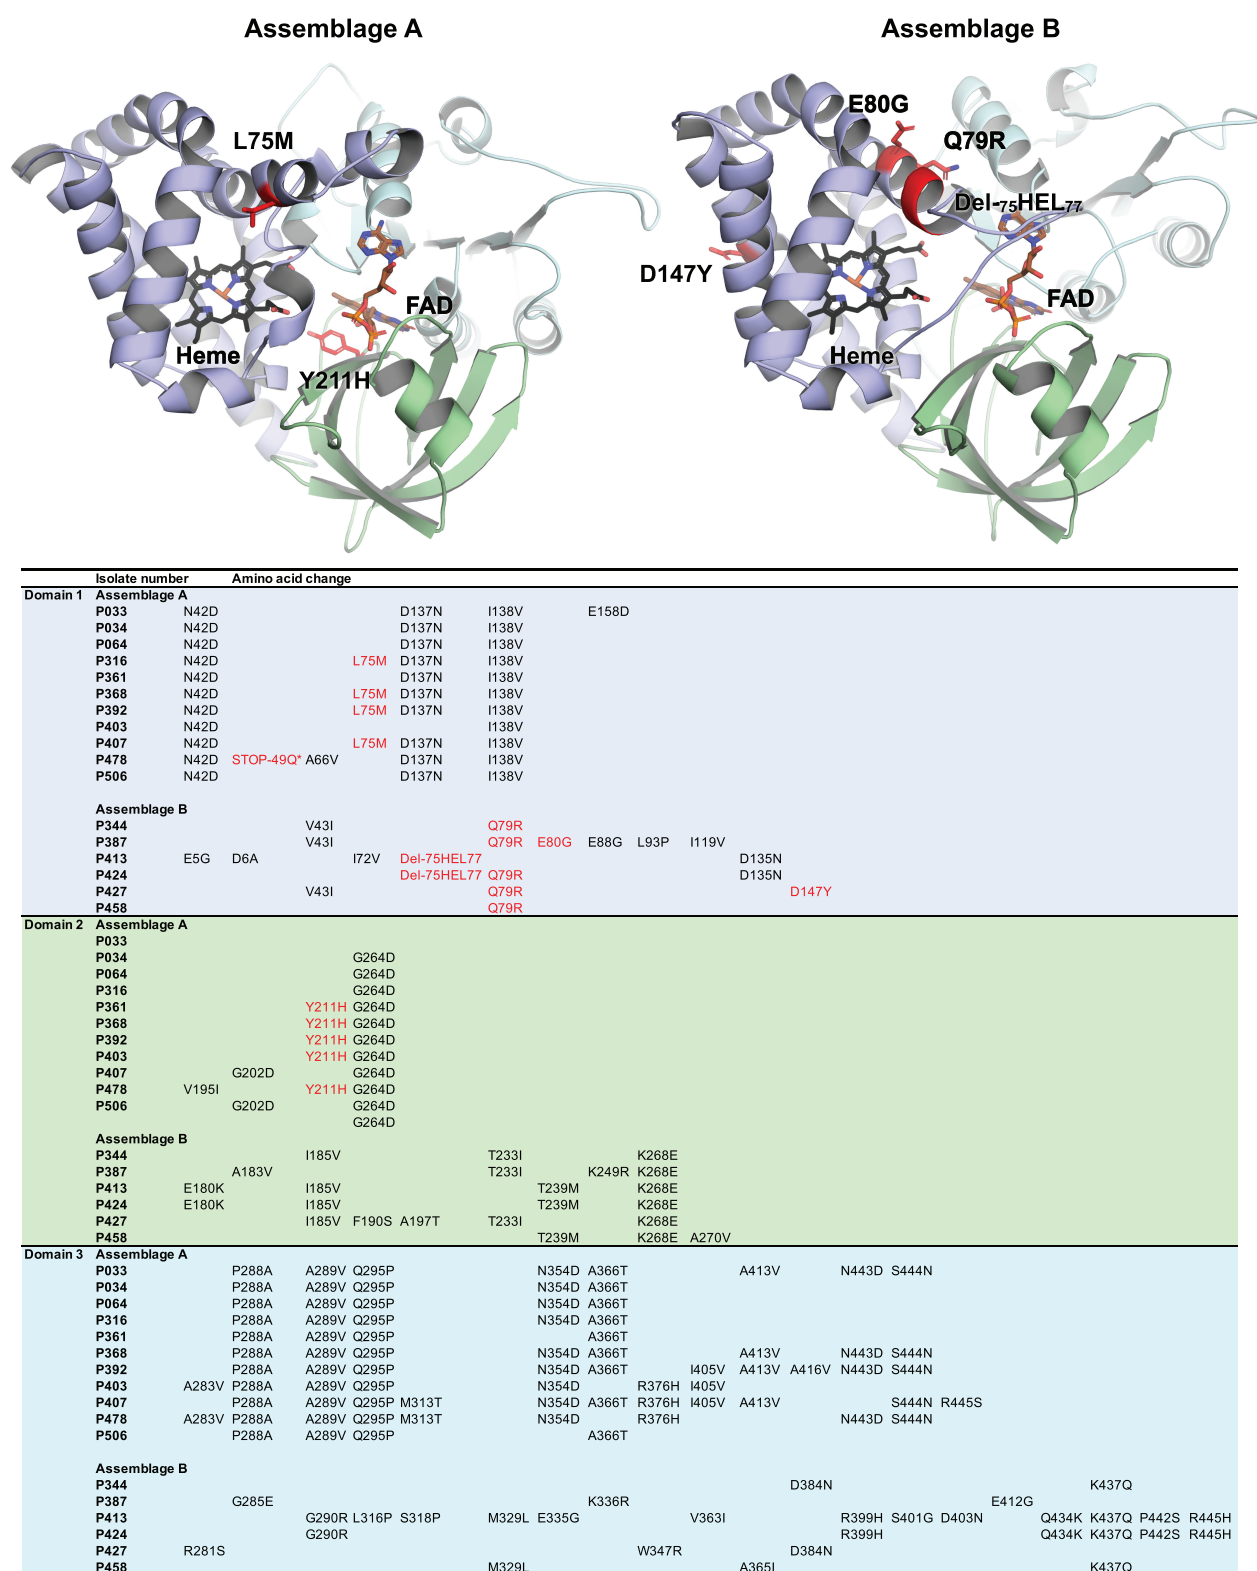 Assemblage A
Assemblage B
L75M
Heme
FAD
Y211H
E80G
Q79R
Del-75HEL77
D147Y
FAD
Heme
Isolate number Amino acid change
Domain 1 Assemblage A
P033 N42D D137N I138V E158D
P034 N42D D137N I138V
P064 N42D D137N I138V
P316 N42D L75M D137N I138V
P361 N42D D137N I138V
P368 N42D L75M D137N I138V
P392 N42D L75M D137N I138V
P403 N42D I138V
P407 N42D L75M D137N I138V
P478 N42D STOP-49Q* A66V D137N I138V
P506 N42D D137N I138V
Assemblage B
P344 V43I Q79R
P387 V43I Q79R E80G E88G L93P I119V
P413 E5G D6A I72V Del-75HEL77 D135N
P424 Del-75HEL77 Q79R D135N
P427 V43I Q79R D147Y
P458 Q79R
Domain 2 Assemblage A
P033
P034 G264D
P064 G264D
P316 G264D
P361 Y211H G264D
P368 Y211H G264D
P392 Y211H G264D
P403 Y211H G264D
P407 G202D G264D
P478 V195I Y211H G264D
P506 G202D G264D
G264D
Assemblage B
P344 I185V T233I K268E
P387 A183V T233I K249R K268E
P413 E180K I185V T239M K268E
P424 E180K I185V T239M K268E
P427 I185V F190S A197T T233I K268E
P458 T239M K268E A270V
Domain 3 Assemblage A
P033 P288A A289V Q295P N354D A366T A413V N443D S444N
P034 P288A A289V Q295P N354D A366T
P064 P288A A289V Q295P N354D A366T
P316 P288A A289V Q295P N354D A366T
P361 P288A A289V Q295P A366T
P368 P288A A289V Q295P N354D A366T A413V N443D S444N
P392 P288A A289V Q295P N354D A366T I405V A413V A416V N443D S444N
P403 A283V P288A A289V Q295P N354D R376H I405V
P407 P288A A289V Q295P M313T N354D A366T R376H I405V A413V S444N R445S
P478 A283V P288A A289V Q295P M313T N354D R376H N443D S444N
P506 P288A A289V Q295P A366T
Assemblage B
P344 D384N K437Q
P387 G285E K336R E412G
P413 G290R L316P S318P M329L E335G V363I R399H S401G D403N Q434K K437Q P442S R445H
P424 G290R R399H Q434K K437Q P442S R445H
P427 R281S W347R D384N
P458 M329L A365I K437Q